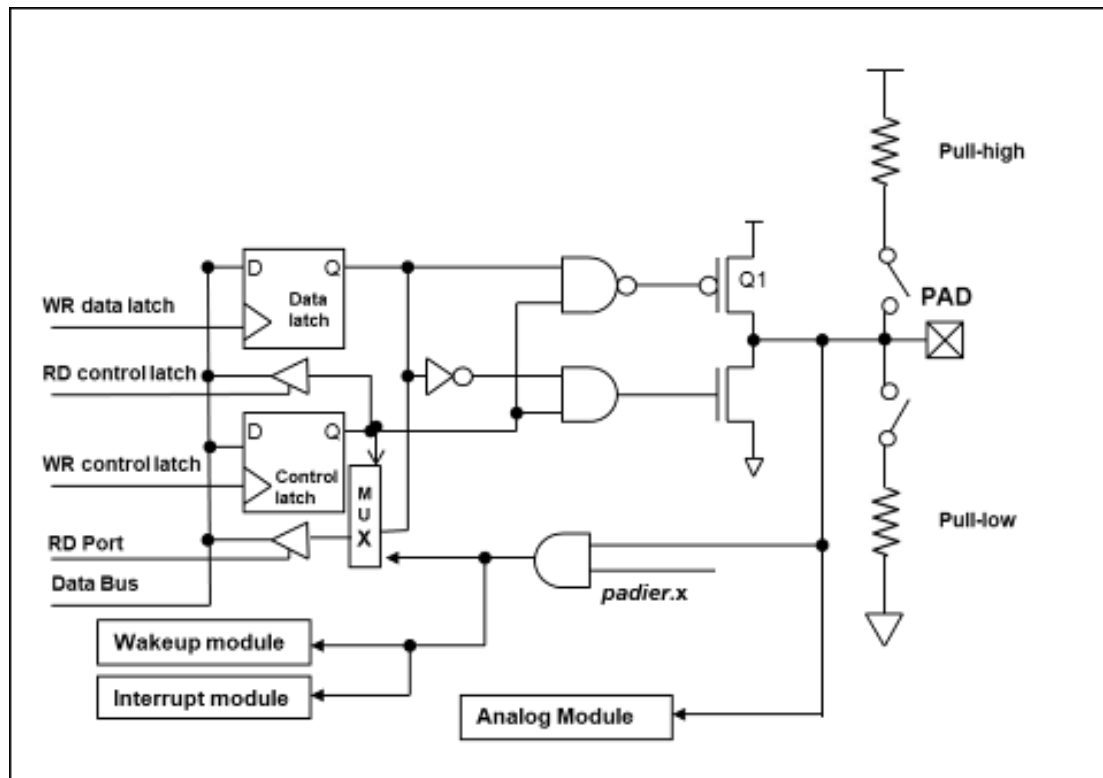 Pull-high
D Q
Data
latch
Q1
PAD
WR data latch
RD control latch
D Q
WR control latch
Control
latch
M
U
X
Pull-low
RD Port
Data Bus
padier.x
Wakeup module
Interrupt module
Analog Module